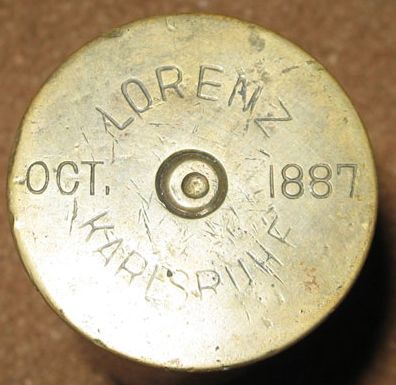 LORENZ
OCT. 1887
KARLSRUHE